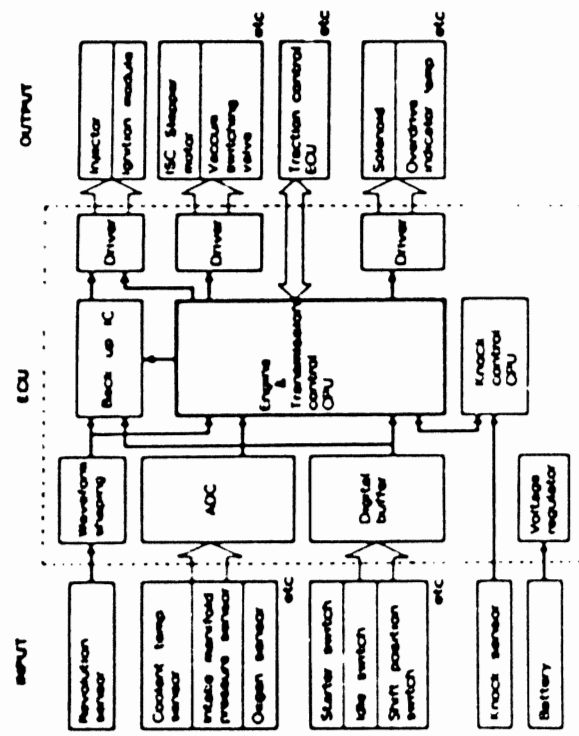 INPUT
ECU
OUTPUT
Revolution
sensor
Waveform
shaping
Back up IC
Driver
Injector
Ignition module
Coolant temp
sensor
Intake manifold
pressure sensor
Oxgen sensor
etc
ADC
Engine
&
Transmission
control
CPU
Driver
ISC Stepper
motor
Vacuum
switching
valve
etc
Traction control
ECU
etc
Starter switch
Idle switch
Shift position
switch
etc
Digital
buffer
Driver
Solenoid
Overdrive
indicator temp
etc
Knock sensor
Knock
control
CPU
Battery
Voltage
regulator